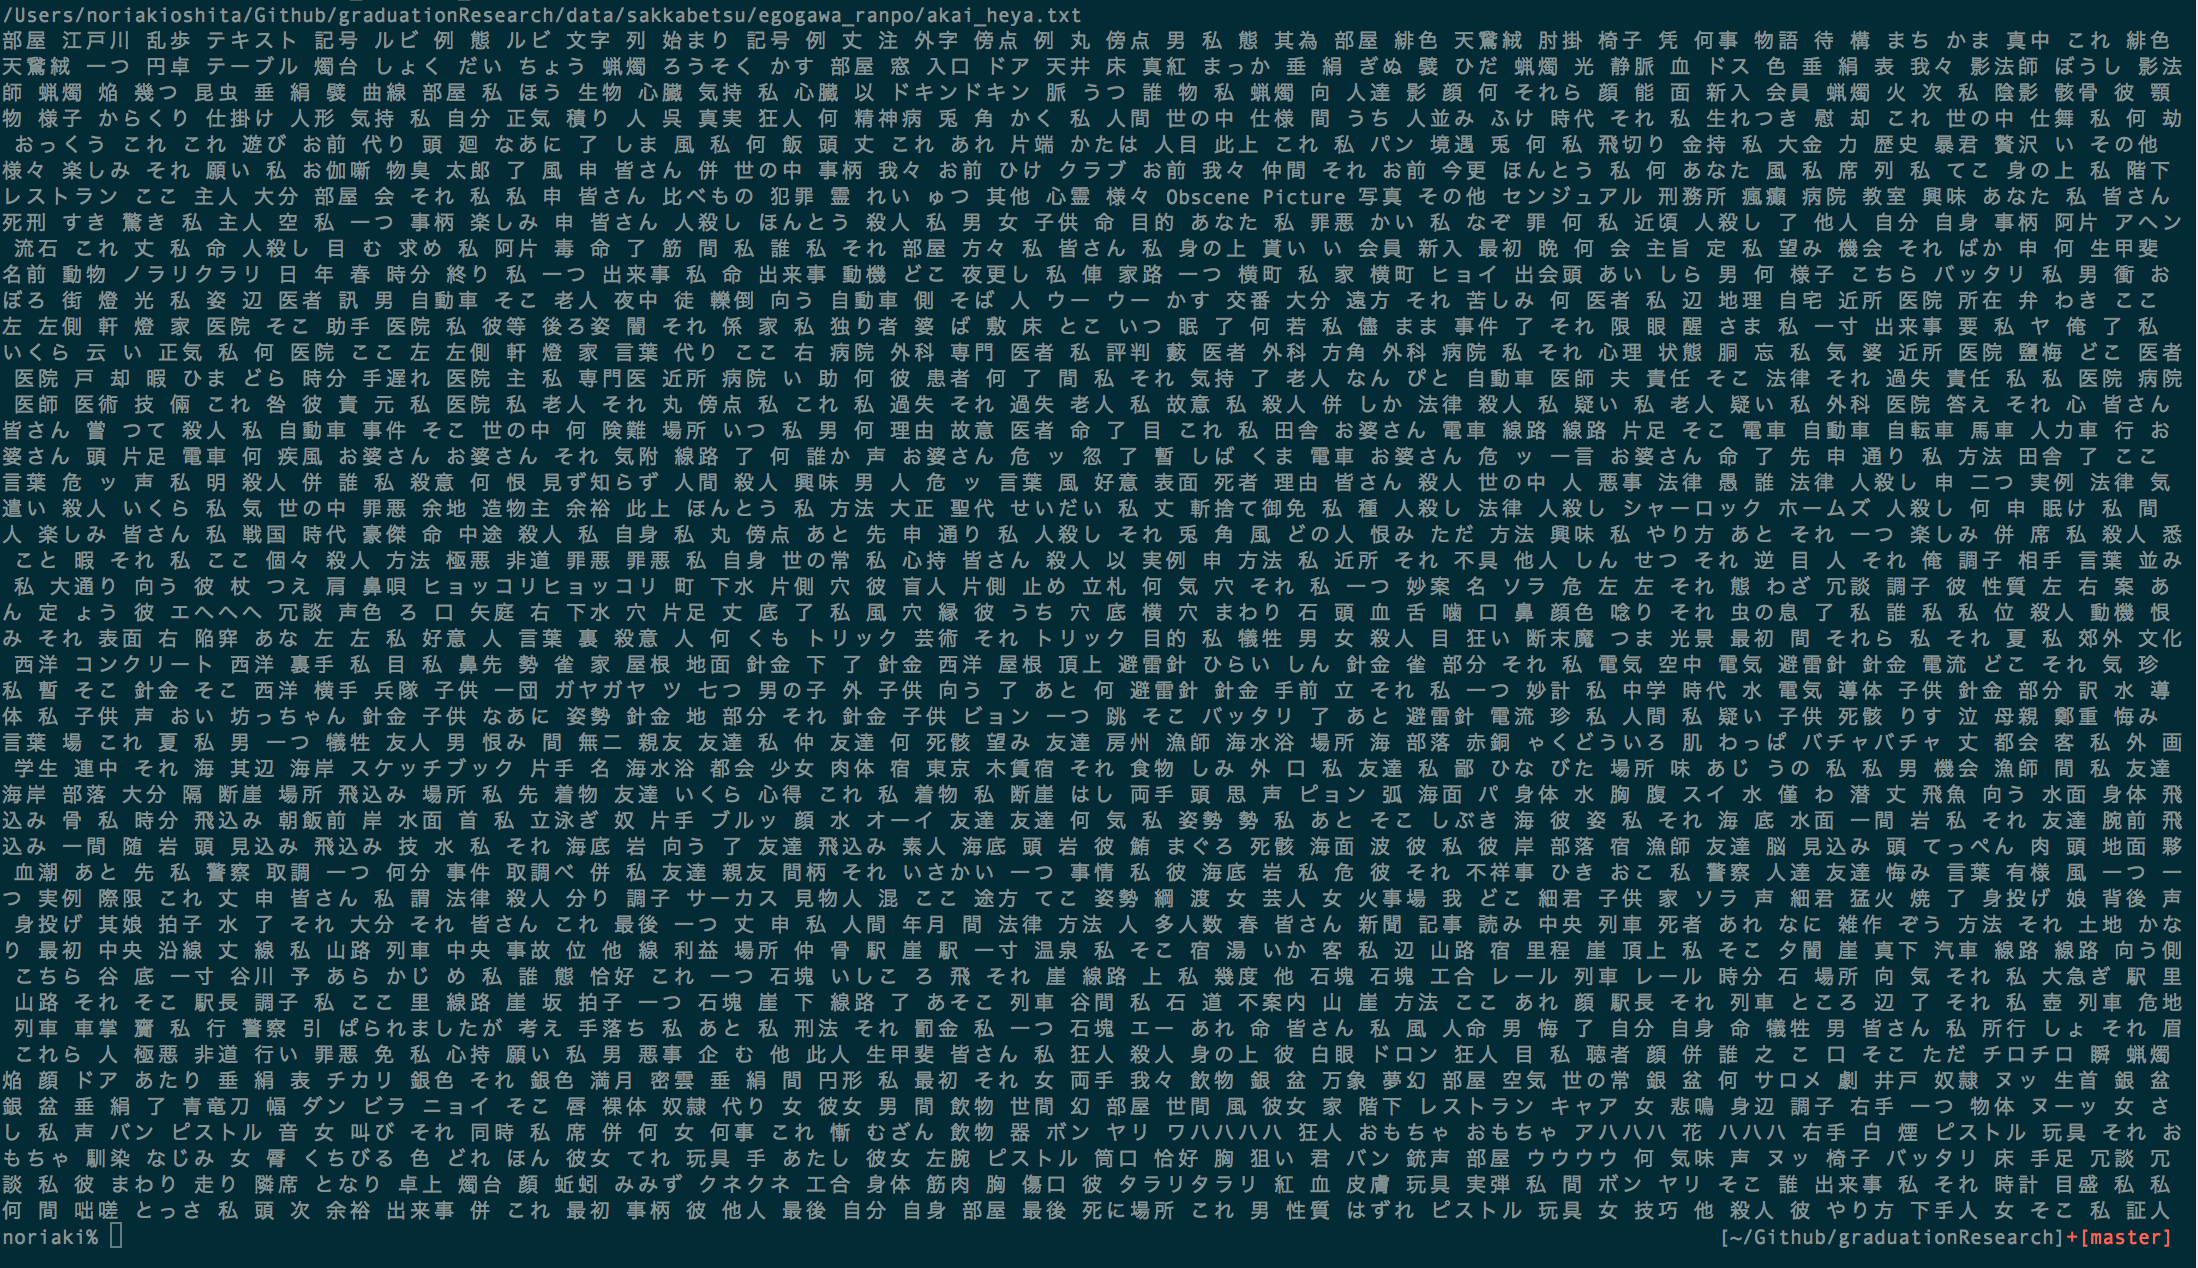 /Users/noriakioshita/Github/graduationResearch/data/sakkabetsu/egogawa_ranpo/akai_heya.txt
部屋 江戸川 乱歩 テキスト 記号 ルビ 例 態 ルビ 文字 列 始まり 記号 例 丈 注 外字 傍点 例 丸 傍点 男 私 態 其為 部屋 緋色 天鵞絨 肘掛 椅子 凭 何事 物語 待 構 まち かま 真中 これ 緋色
天鵞絨 一つ 円卓 テーブル 燭台 しょく だい ちょう 蝋燭 ろうそく かす 部屋 窓 入口 ドア 天井 床 真紅 まっか 垂 絹 ぎぬ 襞 ひだ 蝋燭 光 静脈 血 ドス 色 垂 絹 表 我々 影法師 ぼうし 影法
師 蝋燭 焔 幾つ 昆虫 垂 絹 襞 曲線 部屋 私 ほう 生物 心臓 気持 私 心臓 以 ドキンドキン 脈 うつ 誰 物 私 蝋燭 向 人達 影 顔 何 それら 顔 能 面 新入 会員 蝋燭 火 次 私 陰影 骸骨 彼 顎
物 様子 からくり 仕掛け 人形 気持 私 自分 正気 積り 人 呉 真実 狂人 何 精神病 兎 角 かく 私 人間 世の中 仕様 間 うち 人並み ふけ 時代 それ 私 生れつき 慰 却 これ 世の中 仕舞 私 何 劫
おっくう これ これ 遊び お前 代り 頭 廻 なあに 了 しま 風 私 何 飯 頭 丈 これ あれ 片端 かたは 人目 此上 これ 私 パン 境遇 兎 何 私 飛切り 金持 私 大金 力 歴史 暴君 贅沢 い その他
様々 楽しみ それ 願い 私 お伽噺 物臭 太郎 了 風 申 皆さん 併 世の中 事柄 我々 お前 ひけ クラブ お前 我々 仲間 それ お前 今更 ほんとう 私 何 あなた 風 私 席 列 私 てこ 身の上 私 階下
レストラン ここ 主人 大分 部屋 会 それ 私 私 申 皆さん 比べもの 犯罪 霊 れい ゅつ 其他 心霊 様々 Obscene Picture 写真 その他 センジュアル 刑務所 瘋癲 病院 教室 興味 あなた 私 皆さん
死刑 すき 驚き 私 主人 空 私 一つ 事柄 楽しみ 申 皆さん 人殺し ほんとう 殺人 私 男 女 子供 命 目的 あなた 私 罪悪 かい 私 なぞ 罪 何 私 近頃 人殺し 了 他人 自分 自身 事柄 阿片 アヘン
流石 これ 丈 私 命 人殺し 目 む 求め 私 阿片 毒 命 了 筋 間 私 誰 私 それ 部屋 方々 私 皆さん 私 身の上 貰い い 会員 新入 最初 晩 何 会 主旨 定 私 望み 機会 それ ばか 申 何 生甲斐
名前 動物 ノラリクラリ 日 年 春 時分 終り 私 一つ 出来事 私 命 出来事 動機 どこ 夜更し 私 俥 家路 一つ 横町 私 家 横町 ヒョイ 出会頭 あい しら 男 何 様子 こちら バッタリ 私 男 衝 お
ぼろ 街 燈 光 私 姿 辺 医者 訊 男 自動車 そこ 老人 夜中 徒 轢倒 向う 自動車 側 そば 人 ウー ウー かす 交番 大分 遠方 それ 苦しみ 何 医者 私 辺 地理 自宅 近所 医院 所在 弁 わき ここ
左 左側 軒 燈 家 医院 そこ 助手 医院 私 彼等 後ろ姿 闇 それ 係 家 私 独り者 婆 ば 敷 床 とこ いつ 眠 了 何 若 私 儘 まま 事件 了 それ 限 眼 醒 さま 私 一寸 出来事 要 私 ヤ 俺 了 私
いくら 云 い 正気 私 何 医院 ここ 左 左側 軒 燈 家 言葉 代り ここ 右 病院 外科 専門 医者 私 評判 藪 医者 外科 方角 外科 病院 私 それ 心理 状態 胴 忘 私 気 婆 近所 医院 鹽梅 どこ 医者
医院 戸 却 暇 ひま どら 時分 手遅れ 医院 主 私 専門医 近所 病院 い 助 何 彼 患者 何 了 間 私 それ 気持 了 老人 なん ぴと 自動車 医師 夫 責任 そこ 法律 それ 過失 責任 私 私 医院 病院
医師 医術 技 倆 これ 咎 彼 責 元 私 医院 私 老人 それ 丸 傍点 私 これ 私 過失 それ 過失 老人 私 故意 私 殺人 併 しか 法律 殺人 私 疑い 私 老人 疑い 私 外科 医院 答え それ 心 皆さん
皆さん 嘗 つて 殺人 私 自動車 事件 そこ 世の中 何 険難 場所 いつ 私 男 何 理由 故意 医者 命 了 目 これ 私 田舎 お婆さん 電車 線路 線路 片足 そこ 電車 自動車 自転車 馬車 人力車 行 お
婆さん 頭 片足 電車 何 疾風 お婆さん お婆さん それ 気附 線路 了 何 誰か 声 お婆さん 危 ッ 忽 了 暫 しば くま 電車 お婆さん 危 ッ 一言 お婆さん 命 了 先 申 通り 私 方法 田舎 了 ここ
言葉 危 ッ 声 私 明 殺人 併 誰 私 殺意 何 恨 見ず知らず 人間 殺人 興味 男 人 危 ッ 言葉 風 好意 表面 死者 理由 皆さん 殺人 世の中 人 悪事 法律 愚 誰 法律 人殺し 申 二つ 実例 法律 気
遣い 殺人 いくら 私 気 世の中 罪悪 余地 造物主 余裕 此上 ほんとう 私 方法 大正 聖代 せいだい 私 丈 斬捨て御免 私 種 人殺し 法律 人殺し シャーロック ホームズ 人殺し 何 申 眠け 私 間
人 楽しみ 皆さん 私 戦国 時代 豪傑 命 中途 殺人 私 自身 私 丸 傍点 あと 先 申 通り 私 人殺し それ 兎 角 風 どの人 恨み ただ 方法 興味 私 やり方 あと それ 一つ 楽しみ 併 席 私 殺人 悉
こと 暇 それ 私 ここ 個々 殺人 方法 極悪 非道 罪悪 罪悪 私 自身 世の常 私 心持 皆さん 殺人 以 実例 申 方法 私 近所 それ 不具 他人 しん せつ それ 逆 目 人 それ 俺 調子 相手 言葉 並み
私 大通り 向う 彼 杖 つえ 肩 鼻唄 ヒョッコリヒョッコリ 町 下水 片側 穴 彼 盲人 片側 止め 立札 何 気 穴 それ 私 一つ 妙案 名 ソラ 危 左 左 それ 態 わざ 冗談 調子 彼 性質 左 右 案 あ
ん 定 ょう 彼 エヘヘヘ 冗談 声色 ろ 口 矢庭 右 下水 穴 片足 丈 底 了 私 風 穴 縁 彼 うち 穴 底 横 穴 まわり 石 頭 血 舌 噛 口 鼻 顔色 唸り それ 虫の息 了 私 誰 私 私 位 殺人 動機 恨
み それ 表面 右 陥穽 あな 左 左 私 好意 人 言葉 裏 殺意 人 何 くも トリック 芸術 それ トリック 目的 私 犠牲 男 女 殺人 目 狂い 断末魔 つま 光景 最初 間 それら 私 それ 夏 私 郊外 文化
西洋 コンクリート 西洋 裏手 私 目 私 鼻先 勢 雀 家 屋根 地面 針金 下 了 針金 西洋 屋根 頂上 避雷針 ひらい しん 針金 雀 部分 それ 私 電気 空中 電気 避雷針 針金 電流 どこ それ 気 珍
私 暫 そこ 針金 そこ 西洋 横手 兵隊 子供 一団 ガヤガヤ ツ 七つ 男の子 外 子供 向う 了 あと 何 避雷針 針金 手前 立 それ 私 一つ 妙計 私 中学 時代 水 電気 導体 子供 針金 部分 訳 水 導
体 私 子供 声 おい 坊っちゃん 針金 子供 なあに 姿勢 針金 地 部分 それ 針金 子供 ピョン 一つ 跳 そこ バッタリ 了 あと 避雷針 電流 珍 私 人間 私 疑い 子供 死骸 りす 泣 母親 鄭重 悔み
言葉 場 これ 夏 私 男 一つ 犠牲 友人 男 恨み 間 無二 親友 友達 私 仲 友達 何 死骸 望み 友達 房州 漁師 海水浴 場所 海 部落 赤銅 ゃくどういろ 肌 わっぱ バチャバチャ 丈 都会 客 私 外 画
学生 連中 それ 海 其辺 海岸 スケッチブック 片手 名 海水浴 都会 少女 肉体 宿 東京 木賃宿 それ 食物 しみ 外 口 私 友達 私 鄙 ひな びた 場所 味 あじ うの 私 私 男 機会 漁師 間 私 友達
海岸 部落 大分 隔 断崖 場所 飛込み 場所 私 先 着物 友達 いくら 心得 これ 私 着物 私 断崖 はし 両手 頭 思 声 ピョン 弧 海面 パ 身体 水 胸 腹 スイ 水 僅 わ 潜 丈 飛魚 向う 水面 身体 飛
込み 骨 私 時分 飛込み 朝飯前 岸 水面 首 私 立泳ぎ 奴 片手 ブルッ 顔 水 オーイ 友達 友達 何 気 私 姿勢 勢 私 あと そこ しぶき 海 彼 姿 私 それ 海 底 水面 一間 岩 私 それ 友達 腕前 飛
込み 一間 随 岩 頭 見込み 飛込み 技 水 私 それ 海底 岩 向う 了 友達 飛込み 素人 海底 頭 岩 彼 鮪 まぐろ 死骸 海面 波 彼 私 彼 岸 部落 宿 漁師 友達 脳 見込み 頭 てっぺん 肉 頭 地面 夥
血潮 あと 先 私 警察 取調 一つ 何分 事件 取調べ 併 私 友達 親友 間柄 それ いさかい 一つ 事情 私 彼 海底 岩 私 危 彼 それ 不祥事 ひき おこ 私 警察 人達 友達 悔み 言葉 有様 風 一つ 一
つ 実例 際限 これ 丈 申 皆さん 私 謂 法律 殺人 分り 調子 サーカス 見物人 混 ここ 途方 てこ 姿勢 綱 渡 女 芸人 女 火事場 我 どこ 細君 子供 家 ソラ 声 細君 猛火 焼 了 身投げ 娘 背後 声
身投げ 其娘 拍子 水 了 それ 大分 それ 皆さん これ 最後 一つ 丈 申 私 人間 年月 間 法律 方法 人 多人数 春 皆さん 新聞 記事 読み 中央 列車 死者 あれ なに 雑作 ぞう 方法 それ 土地 かな
り 最初 中央 沿線 丈 線 私 山路 列車 中央 事故 位 他 線 利益 場所 仲 骨 駅 崖 駅 一寸 温泉 私 そこ 宿 湯 いか 客 私 辺 山路 宿 里程 崖 頂上 私 そこ 夕闇 崖 真下 汽車 線路 線路 向う側
こちら 谷 底 一寸 谷川 予 あら かじ め 私 誰 態 恰好 これ 一つ 石塊 いしこ ろ 飛 それ 崖 線路 上 私 幾度 他 石塊 石塊 工合 レール 列車 レール 時分 石 場所 向 気 それ 私 大急ぎ 駅 里
山路 それ そこ 駅長 調子 私 ここ 里 線路 崖 坂 拍子 一つ 石塊 崖 下 線路 了 あそこ 列車 谷間 私 石 道 不案内 山 崖 方法 ここ あれ 顔 駅長 それ 列車 ところ 辺 了 それ 私 壺 列車 危地
列車 車掌 齎 私 行 警察 引 ぱられましたが 考え 手落ち 私 あと 私 刑法 それ 罰金 私 一つ 石塊 エー あれ 命 皆さん 私 風 人命 男 悔 了 自分 自身 命 犠牲 男 皆さん 私 所行 しょ それ 眉
これら 人 極悪 非道 行い 罪悪 免 私 心持 願い 私 男 悪事 企 む 他 此人 生甲斐 皆さん 私 狂人 殺人 身の上 彼 白眼 ドロン 狂人 目 私 聴者 顔 併 誰 之 こ 口 そこ ただ チロチロ 瞬 蝋燭
焔 顔 ドア あたり 垂 絹 表 チカリ 銀色 それ 銀色 満月 密雲 垂 絹 間 円形 私 最初 それ 女 両手 我々 飲物 銀 盆 万象 夢幻 部屋 空気 世の常 銀 盆 何 サロメ 劇 井戸 奴隷 ヌッ 生首 銀 盆
銀 盆 垂 絹 了 青竜刀 幅 ダン ビラ ニョイ そこ 唇 裸体 奴隷 代り 女 彼女 男 間 飲物 世間 幻 部屋 世間 風 彼女 家 階下 レストラン キャア 女 悲鳴 身辺 調子 右手 一つ 物体 ヌーッ 女 さ
し 私 声 バン ピストル 音 女 叫び それ 同時 私 席 併 何 女 何事 これ 慚 むざん 飲物 器 ボン ヤリ ワハハハハ 狂人 おもちゃ おもちゃ アハハハ 花 ハハハ 右手 白 煙 ピストル 玩具 それ お
もちゃ 馴染 なじみ 女 脣 くちびる 色 どれ ほん 彼女 てれ 玩具 手 あたし 彼女 左腕 ピストル 筒口 恰好 胸 狙い 君 バン 銃声 部屋 ウウウウ 何 気味 声 ヌッ 椅子 バッタリ 床 手足 冗談 冗
談 私 彼 まわり 走り 隣席 となり 卓上 燭台 顔 蚯蚓 みみず クネクネ 工合 身体 筋肉 胸 傷口 彼 タラリタラリ 紅 血 皮膚 玩具 実弾 私 間 ボン ヤリ そこ 誰 出来事 私 それ 時計 目盛 私 私
何 間 咄嗟 とっさ 私 頭 次 余裕 出来事 併 これ 最初 事柄 彼 他人 最後 自分 自身 部屋 最後 死に場所 これ 男 性質 はずれ ピストル 玩具 女 技巧 他 殺人 彼 やり方 下手人 女 そこ 私 証人
noriaki% [~/Github/graduationResearch]+[master]